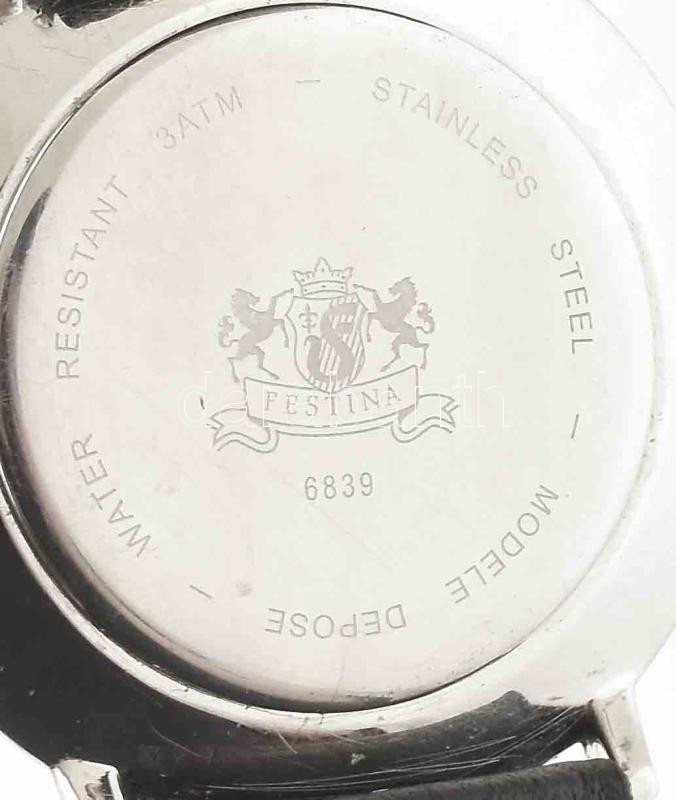 STAINLESS STEEL – MODELE DEPOSE – WATER RESISTANT 3ATM –
FESTINA
6839